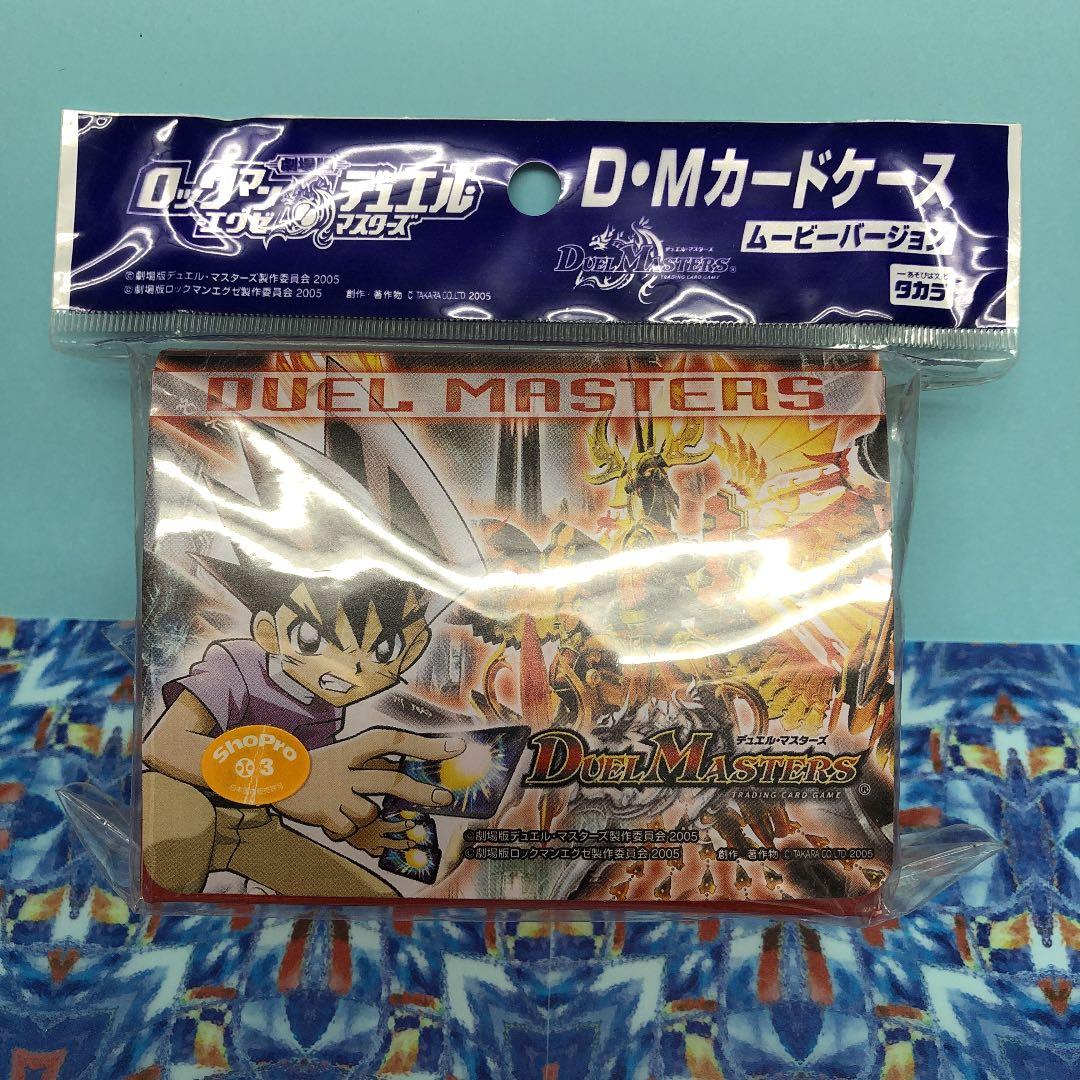 劇場版
ロックマン
エグゼ
デュエル・
マスターズ
©劇場版デュエル・マスターズ製作委員会 2005
©劇場版ロックマンエグゼ製作委員会 2005 創作・著作物 © TAKARA CO.,LTD 2005
D・Mカードケース
ムービーバージョン
デュエル・マスターズ
DUEL MASTERS®
TRADING CARD GAME
あそびは文化
タカラ
DUEL MASTERS
ShoPro
3
デュエル・マスターズ
DUEL MASTERS®
TRADING CARD GAME
©劇場版デュエル・マスターズ製作委員会 2005
©劇場版ロックマンエグゼ製作委員会 2005 創作・著作物 © TAKARA CO.,LTD 2005